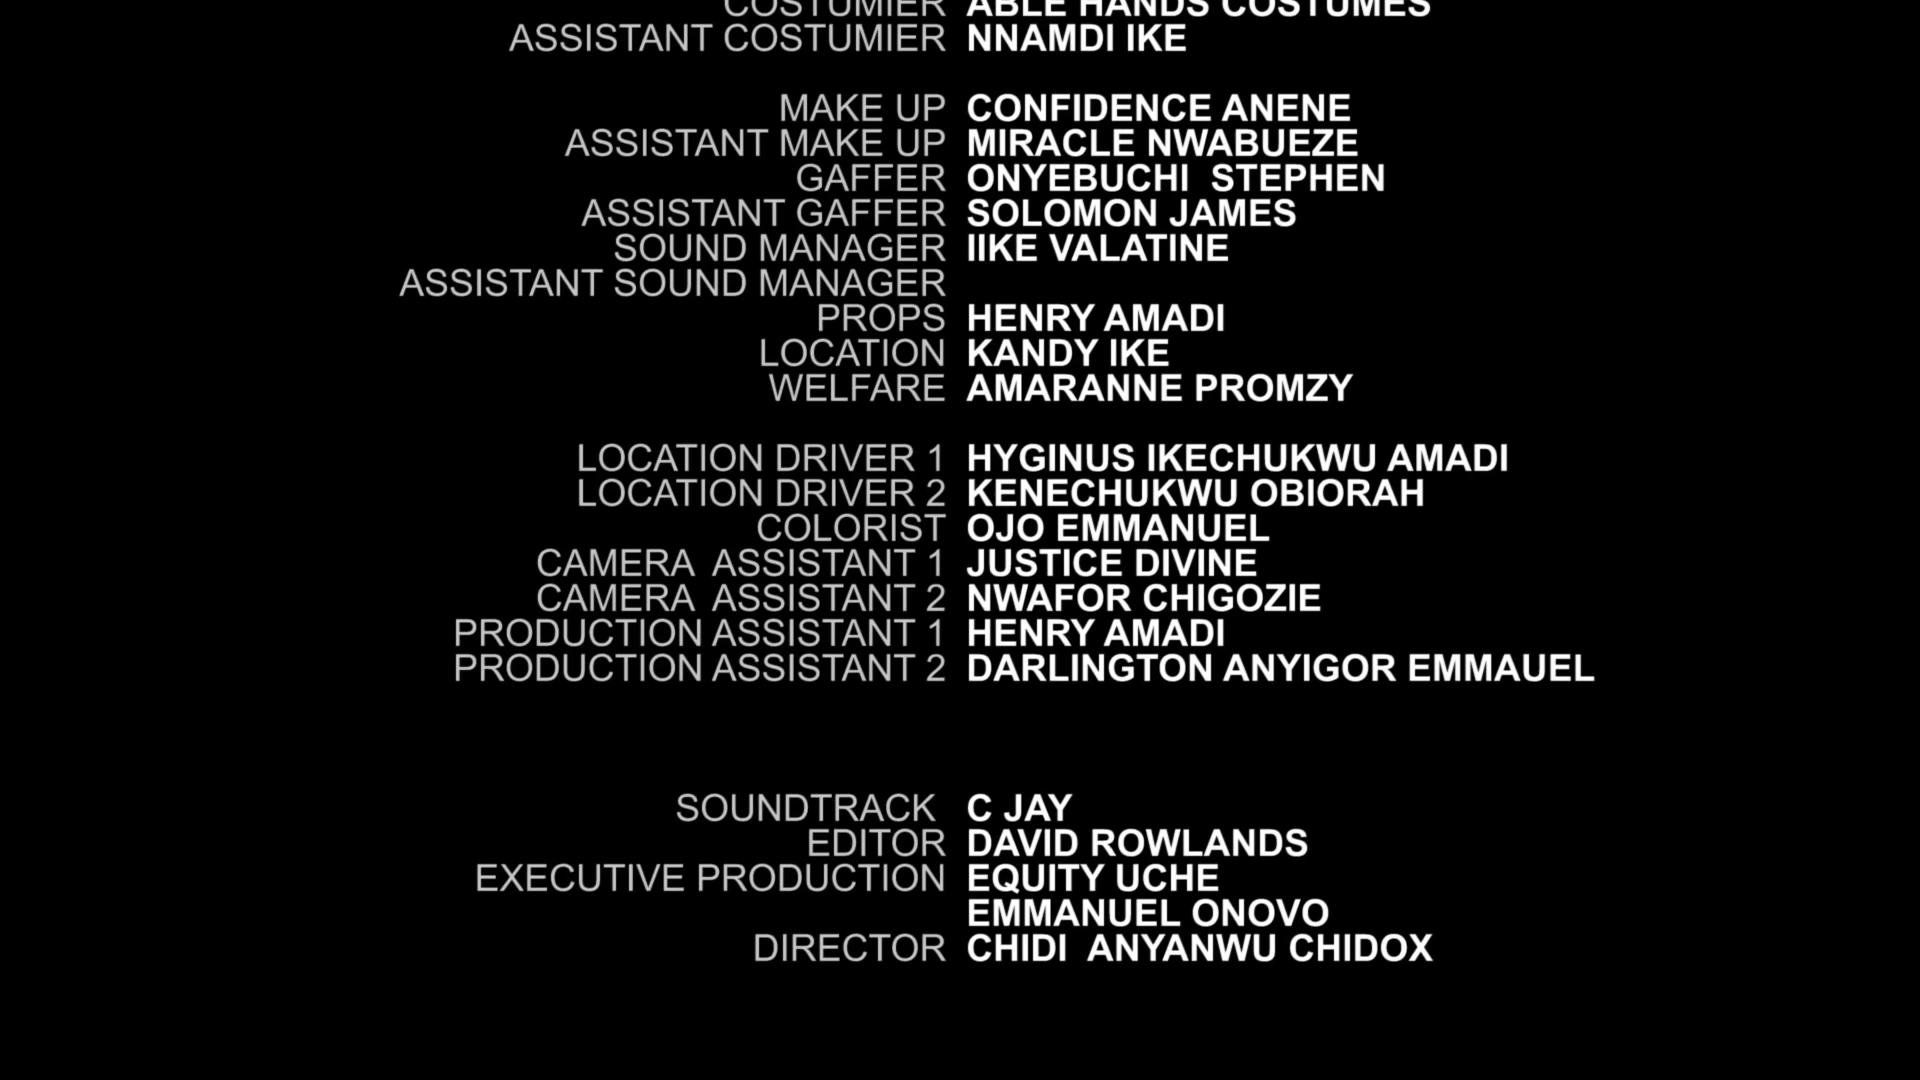 COSTUMIER ABLE HANDS COSTUMES
ASSISTANT COSTUMIER NNAMDI IKE
MAKE UP CONFIDENCE ANENE
ASSISTANT MAKE UP MIRACLE NWABUEZE
GAFFER ONYEBUCHI  STEPHEN
ASSISTANT GAFFER SOLOMON JAMES
SOUND MANAGER IIKE VALATINE
ASSISTANT SOUND MANAGER
PROPS HENRY AMADI
LOCATION KANDY IKE
WELFARE AMARANNE PROMZY
LOCATION DRIVER 1 HYGINUS IKECHUKWU AMADI
LOCATION DRIVER 2 KENECHUKWU OBIORAH
COLORIST OJO EMMANUEL
CAMERA  ASSISTANT 1 JUSTICE DIVINE
CAMERA  ASSISTANT 2 NWAFOR CHIGOZIE
PRODUCTION ASSISTANT 1 HENRY AMADI
PRODUCTION ASSISTANT 2 DARLINGTON ANYIGOR EMMAUEL
SOUNDTRACK C JAY
EDITOR DAVID ROWLANDS
EXECUTIVE PRODUCTION EQUITY UCHE
EMMANUEL ONOVO
DIRECTOR CHIDI  ANYANWU CHIDOX